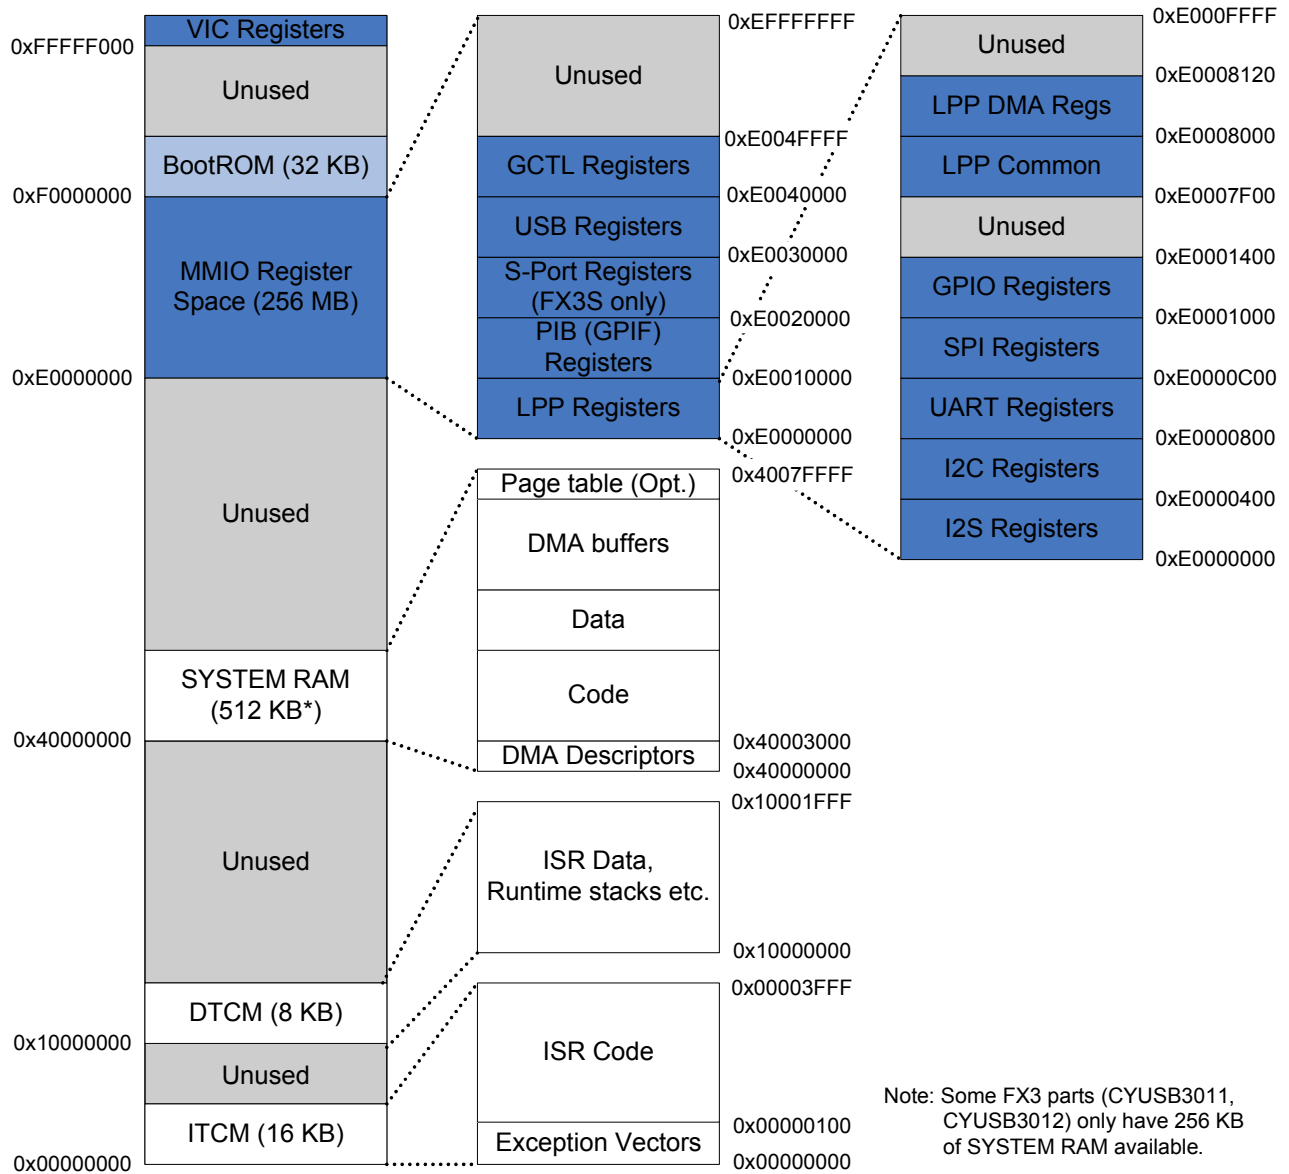 VIC Registers
0xFFFFF000
Unused
BootROM (32 KB)
0xF0000000
MMIO Register
Space (256 MB)
0xE0000000
Unused
SYSTEM RAM
(512 KB*)
0x40000000
Unused
DTCM (8 KB)
0x10000000
Unused
ITCM (16 KB)
0x00000000
0xEFFFFFFF
Unused
0xE004FFFF
GCTL Registers
0xE0040000
USB Registers
0xE0030000
S-Port Registers
(FX3S only)
0xE0020000
PIB (GPIF)
Registers
0xE0010000
LPP Registers
0xE0000000
0x4007FFFF
Page table (Opt.)
DMA buffers
Data
Code
0x40003000
DMA Descriptors
0x40000000
0x10001FFF
ISR Data,
Runtime stacks etc.
0x10000000
0x00003FFF
ISR Code
0x00000100
Exception Vectors
0x00000000
0xE000FFFF
Unused
0xE0008120
LPP DMA Regs
0xE0008000
LPP Common
0xE0007F00
Unused
0xE0001400
GPIO Registers
0xE0001000
SPI Registers
0xE0000C00
UART Registers
0xE0000800
I2C Registers
0xE0000400
I2S Registers
0xE0000000
Note: Some FX3 parts (CYUSB3011,
CYUSB3012) only have 256 KB
of SYSTEM RAM available.